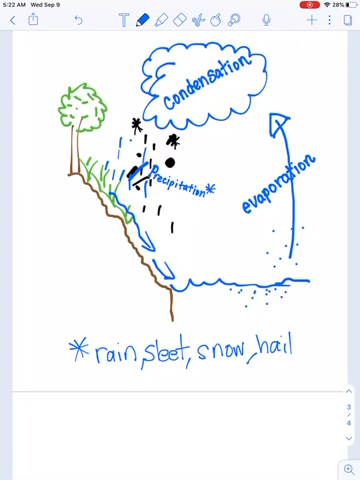 5:22 AM Wed Sep 9
28%
T
condensation
precipitation*
evaporation
*rain, sleet, snow, hail
3
/
4